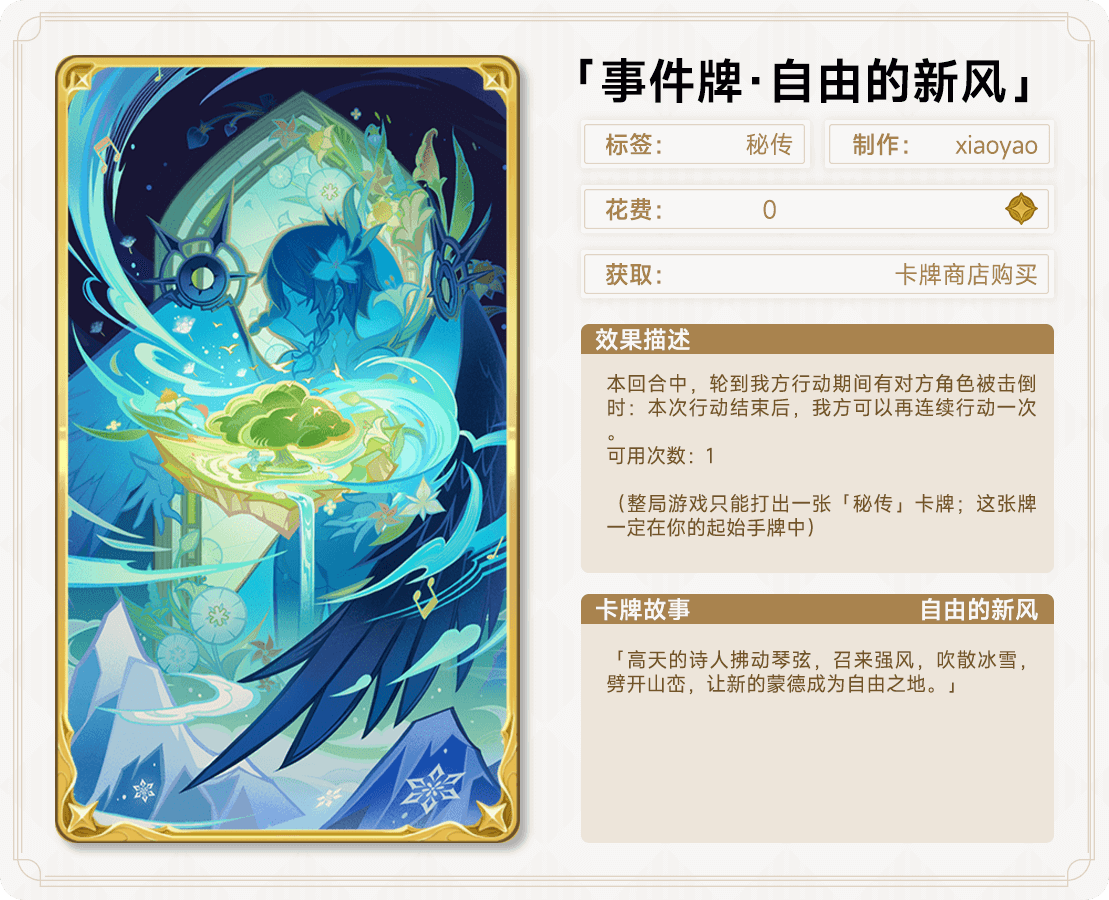 「事件牌·自由的新风」
标签： 秘传
制作： xiaoyao
花费： 0
获取： 卡牌商店购买
效果描述
本回合中，轮到我方行动期间有对方角色被击倒
时：本次行动结束后，我方可以再连续行动一次
。
可用次数：1
（整局游戏只能打出一张「秘传」卡牌；这张牌
一定在你的起始手牌中）
卡牌故事 自由的新风
「高天的诗人拂动琴弦，召来强风，吹散冰雪，
劈开山峦，让新的蒙德成为自由之地。」